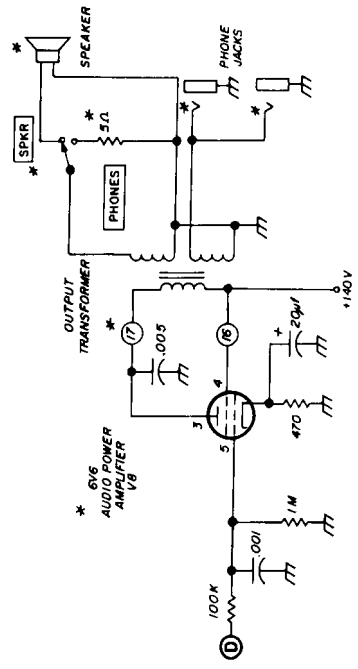 SPEAKER
*
SPKR
*
*
5Ω
PHONES
*
*
PHONE
JACKS
OUTPUT
TRANSFORMER
*
17
.005
16
+140V
* 6V6
AUDIO POWER
AMPLIFIER
V8
3
4
5
+
20µf
470
D
100K
.001
1M